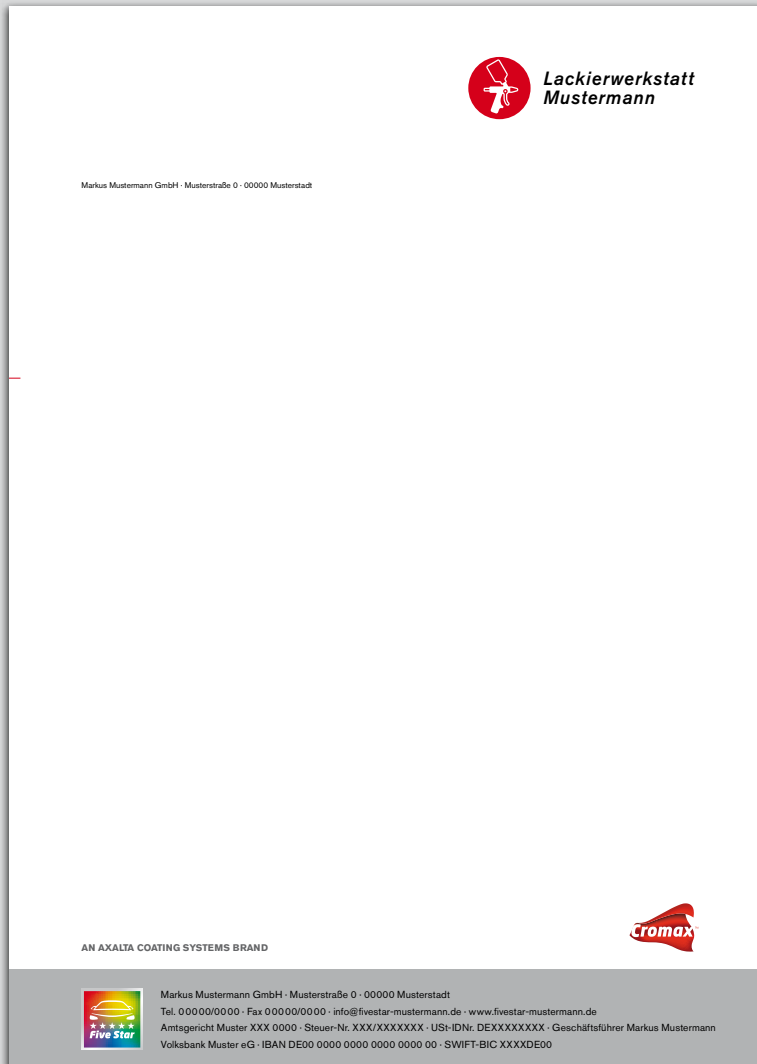 Lackierwerkstatt
Mustermann
Markus Mustermann GmbH · Musterstraße 0 · 00000 Musterstadt
Cromax
AN AXALTA COATING SYSTEMS BRAND
Five Star
Markus Mustermann GmbH · Musterstraße 0 · 00000 Musterstadt
Tel. 00000/0000 · Fax 00000/0000 · info@fivestar-mustermann.de · www.fivestar-mustermann.de
Amtsgericht Muster XXX 0000 · Steuer-Nr. XXX/XXXXXXX · USt-IDNr. DEXXXXXXXX · Geschäftsführer Markus Mustermann
Volksbank Muster eG · IBAN DE00 0000 0000 0000 0000 00 · SWIFT-BIC XXXXDE00